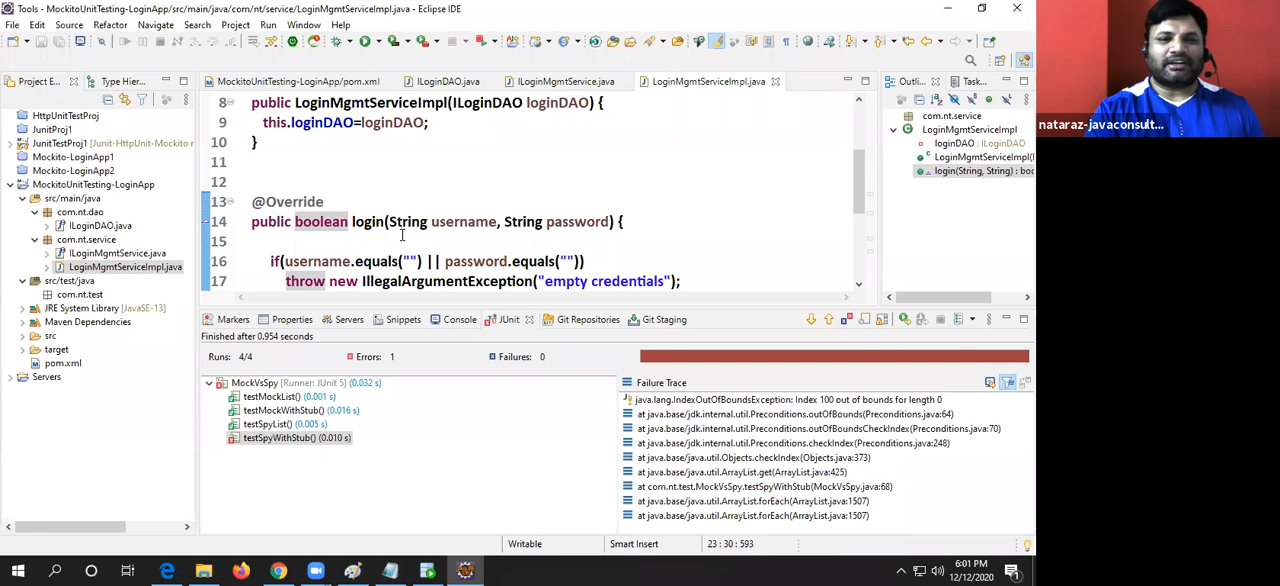 Tools - MockitoUnitTesting-LoginApp/src/main/java/com/nt/service/LoginMgmtServiceImpl.java - Eclipse IDE
File Edit Source Refactor Navigate Search Project Run Window Help
Project E... Type Hier...
MockitoUnitTesting-LoginApp/pom.xml ILoginDAO.java ILoginMgmtService.java LoginMgmtServiceImpl.java
Outli... Task...
HttpUnitTestProj
JunitProj1
JunitTestProj1 (Junit-HttpUnit-Mockito r
Mockito-LoginApp1
Mockito-LoginApp2
MockitoUnitTesting-LoginApp
src/main/java
com.nt.dao
ILoginDAO.java
com.nt.service
ILoginMgmtService.java
LoginMgmtServiceImpl.java
src/test/java
com.nt.test
JRE System Library [JavaSE-13]
Maven Dependencies
src
target
pom.xml
Servers
8 public LoginMgmtServiceImpl(ILoginDAO loginDAO) {
9 this.loginDAO=loginDAO;
10 }
11
12
13 @Override
14 public boolean login(String username, String password) {
15
16 if(username.equals("") || password.equals(""))
17 throw new IllegalArgumentException("empty credentials");
com.nt.service
LoginMgmtServiceImpl
loginDAO : ILoginDAO
LoginMgmtServiceImpl(I
login(String, String) : boo
Markers Properties Servers Snippets Console JUnit Git Repositories Git Staging
Finished after 0.954 seconds
Runs: 4/4 Errors: 1 Failures: 0
MockVsSpy [Runner: JUnit 5] (0.032 s)
testMockList() (0.001 s)
testMockWithStub() (0.016 s)
testSpyList() (0.005 s)
testSpyWithStub() (0.010 s)
Failure Trace
java.lang.IndexOutOfBoundsException: Index 100 out of bounds for length 0
at java.base/jdk.internal.util.Preconditions.outOfBounds(Preconditions.java:64)
at java.base/jdk.internal.util.Preconditions.outOfBoundsCheckIndex(Preconditions.java:70)
at java.base/jdk.internal.util.Preconditions.checkIndex(Preconditions.java:248)
at java.base/java.util.Objects.checkIndex(Objects.java:373)
at java.base/java.util.ArrayList.get(ArrayList.java:425)
at com.nt.test.MockVsSpy.testSpyWithStub(MockVsSpy.java:68)
at java.base/java.util.ArrayList.forEach(ArrayList.java:1507)
at java.base/java.util.ArrayList.forEach(ArrayList.java:1507)
Writable Smart Insert 23 : 30 : 593
6:01 PM
12/12/2020
nataraz-javaconsult...